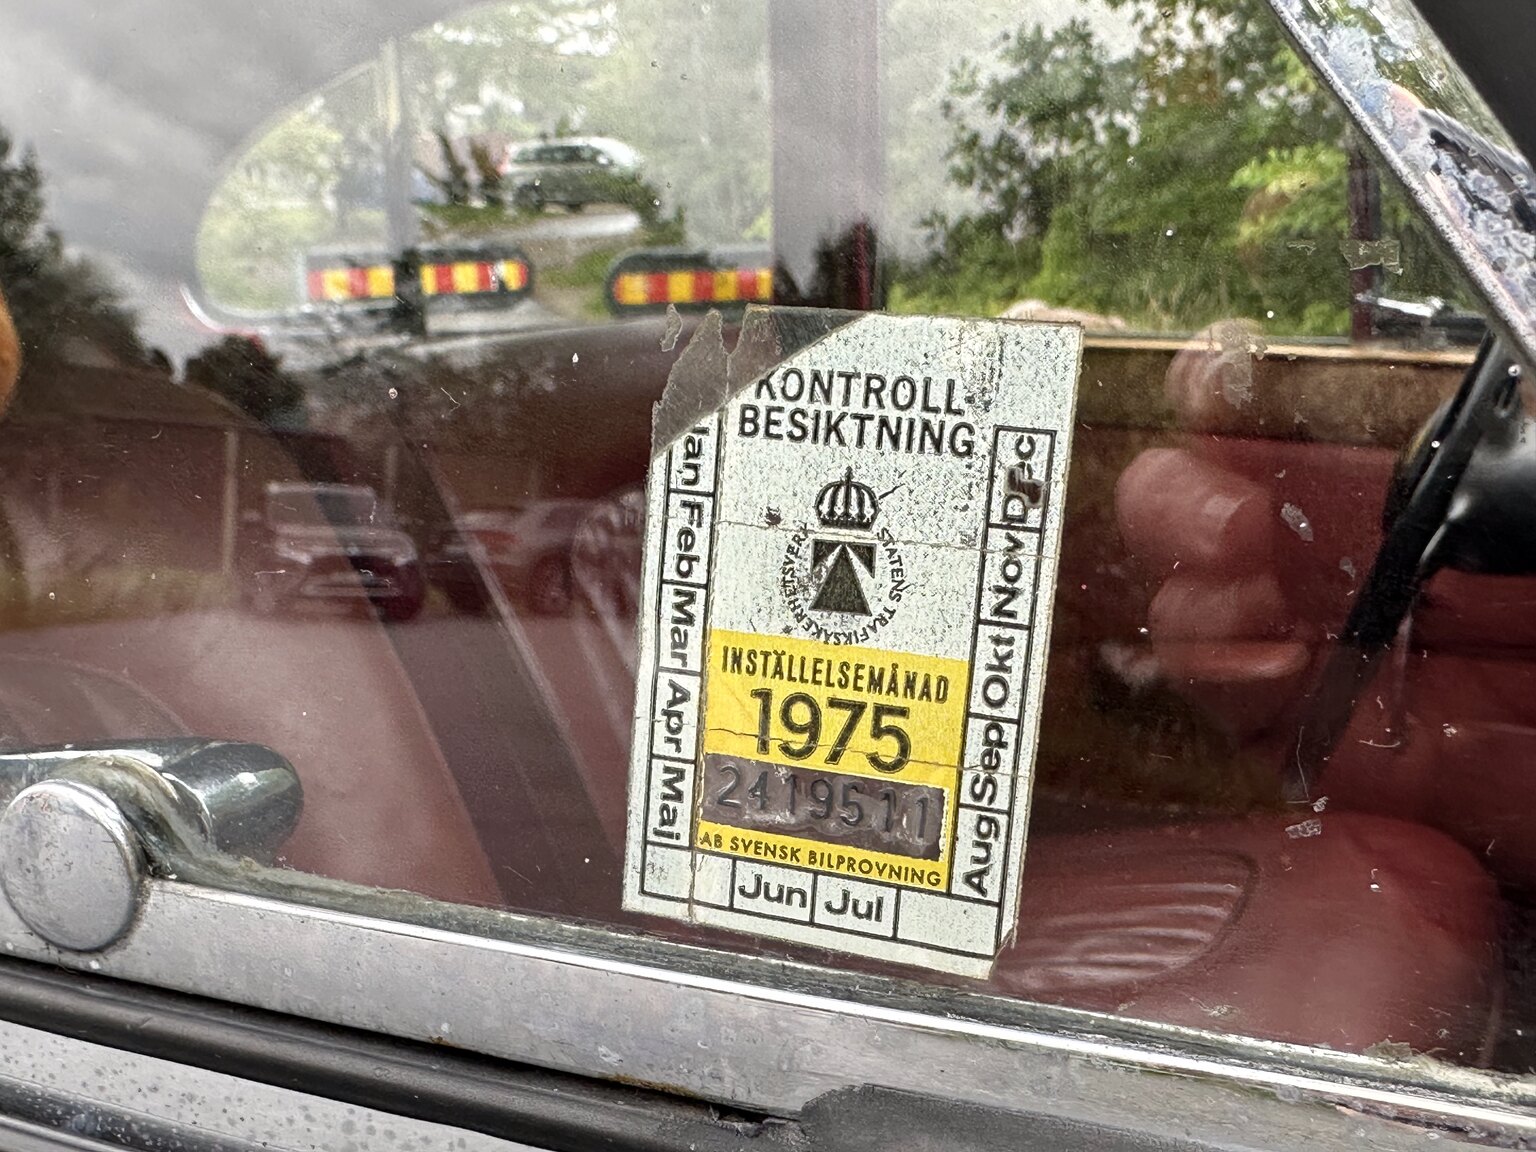 KONTROLL
BESIKTNING
STATENS TRAFIKSÄKERHETSVERK
INSTÄLLELSEMÅNAD
1975
2419511
AB SVENSK BILPROVNING
Jan Feb Mar Apr Maj
Jun Jul
Aug Sep Okt Nov Dec